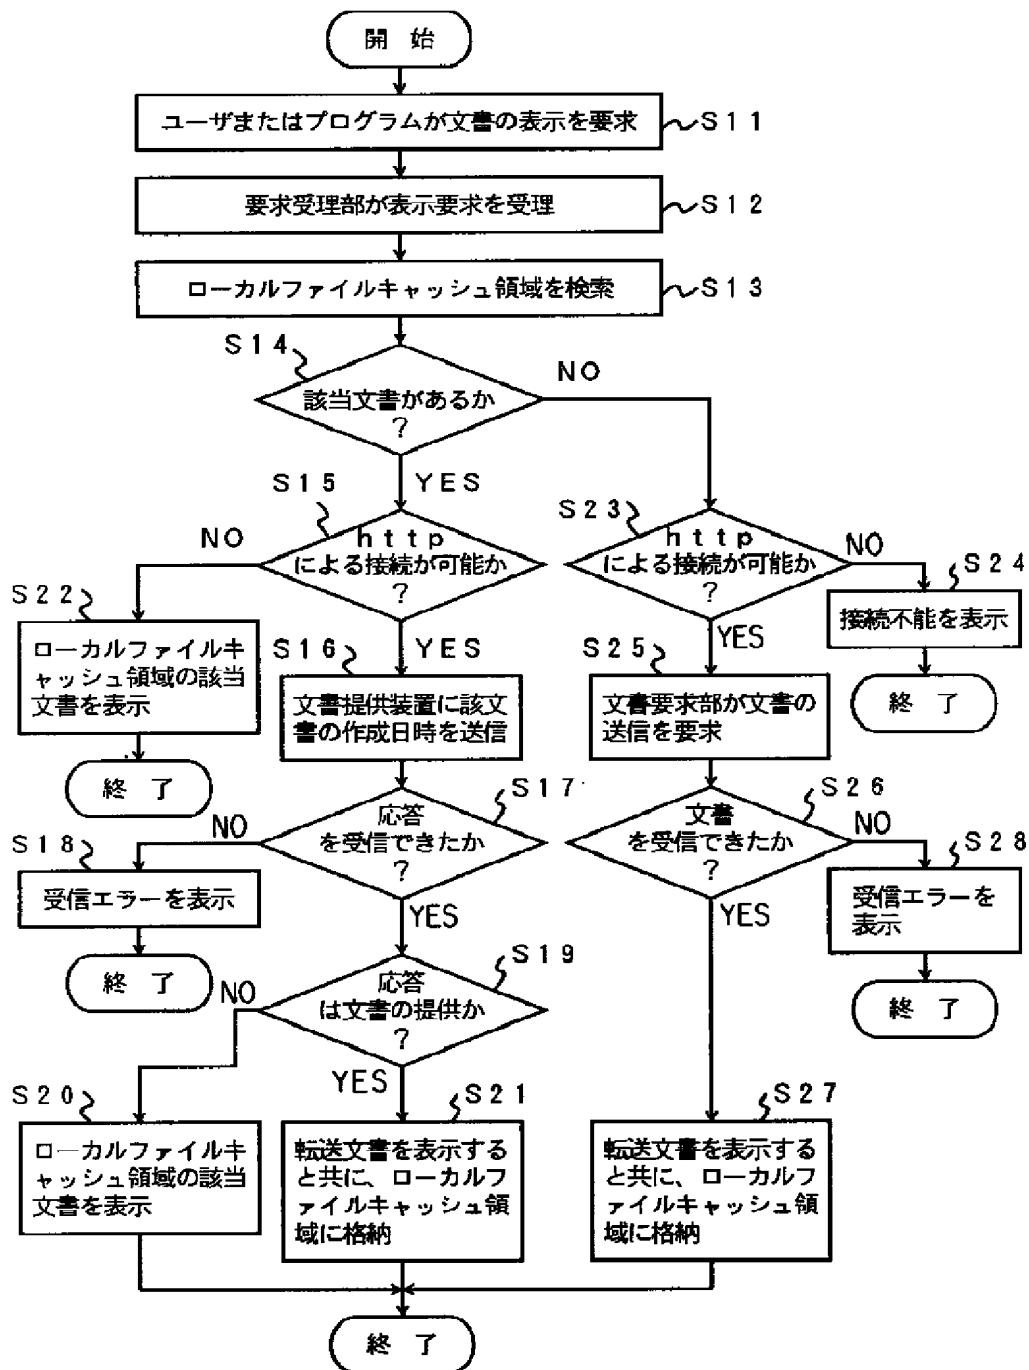 開 始
ユーザまたはプログラムが文書の表示を要求
S11
要求受理部が表示要求を受理
S12
ローカルファイルキャッシュ領域を検索
S13
S14
該当文書があるか
?
NO
YES
S15
http
による接続が可能か
?
NO
YES
S23
http
による接続が可能か
?
NO
YES
S24
接続不能を表示
終 了
S22
ローカルファイルキ
ャッシュ領域の該当
文書を表示
終 了
S16
文書提供装置に該文
書の作成日時を送信
S25
文書要求部が文書の
送信を要求
S17
応答
を受信できたか
?
NO
YES
S18
受信エラーを表示
終 了
S26
文書
を受信できたか
?
NO
YES
S28
受信エラーを
表示
終 了
S19
応答
は文書の提供か
?
NO
YES
S20
ローカルファイルキ
ャッシュ領域の該当
文書を表示
S21
転送文書を表示する
と共に、ローカルフ
ァイルキャッシュ領
域に格納
S27
転送文書を表示する
と共に、ローカルフ
ァイルキャッシュ領
域に格納
終 了